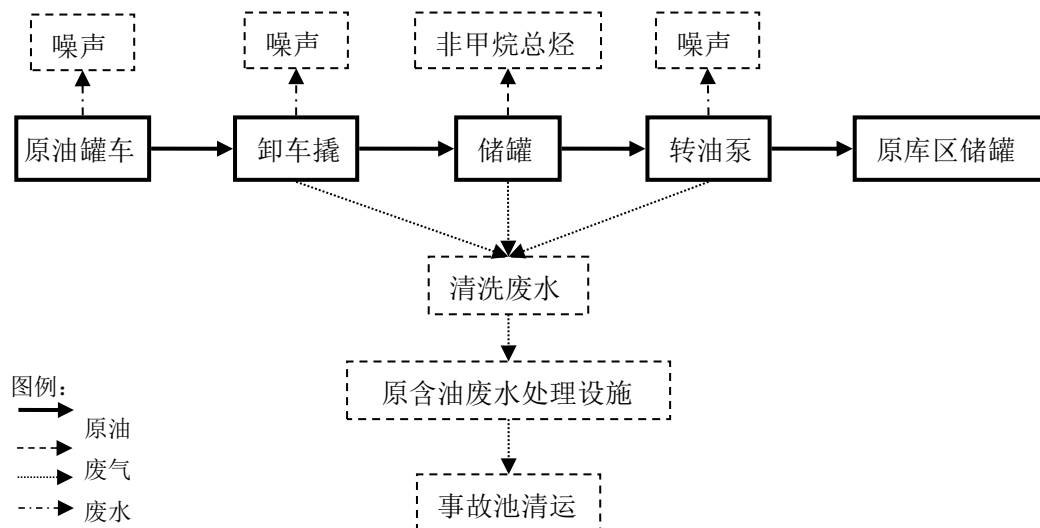 噪声
噪声
非甲烷总烃
噪声
原油罐车
卸车撬
储罐
转油泵
原库区储罐
清洗废水
原含油废水处理设施
事故池清运
图例：
原油
废气
废水